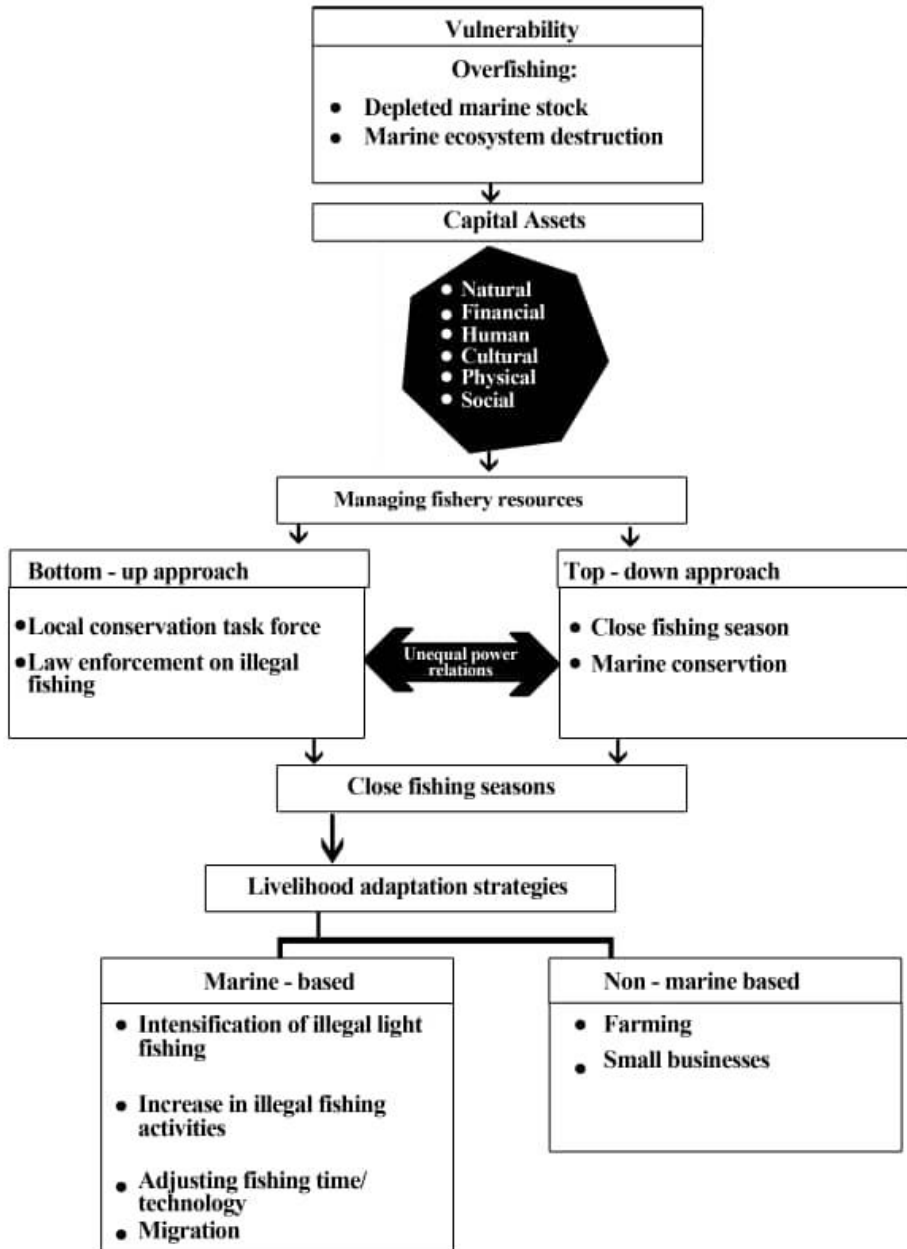 Vulnerability
Overfishing:
● Depleted marine stock
● Marine ecosystem destruction
Capital Assets
● Natural
● Financial
● Human
● Cultural
● Physical
● Social
Managing fishery resources
Bottom - up approach
●Local conservation task force
●Law enforcement on illegal
fishing
Unequal power
relations
Top - down approach
● Close fishing season
● Marine conservtion
Close fishing seasons
Livelihood adaptation strategies
Marine - based
● Intensification of illegal light
fishing
● Increase in illegal fishing
activities
● Adjusting fishing time/
technology
● Migration
Non - marine based
● Farming
● Small businesses